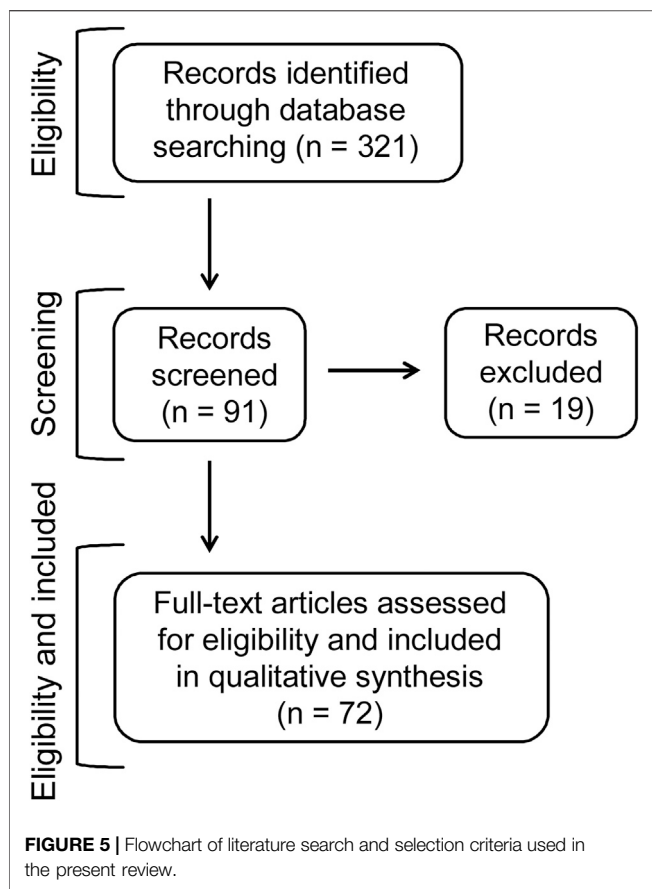 Eligibility
Records identified
through database
searching (n = 321)
Screening
Records
screened
(n = 91)
Records
excluded
(n = 19)
Eligibility and included
Full-text articles assessed
for eligibility and included
in qualitative synthesis
(n = 72)
FIGURE 5 | Flowchart of literature search and selection criteria used in
the present review.